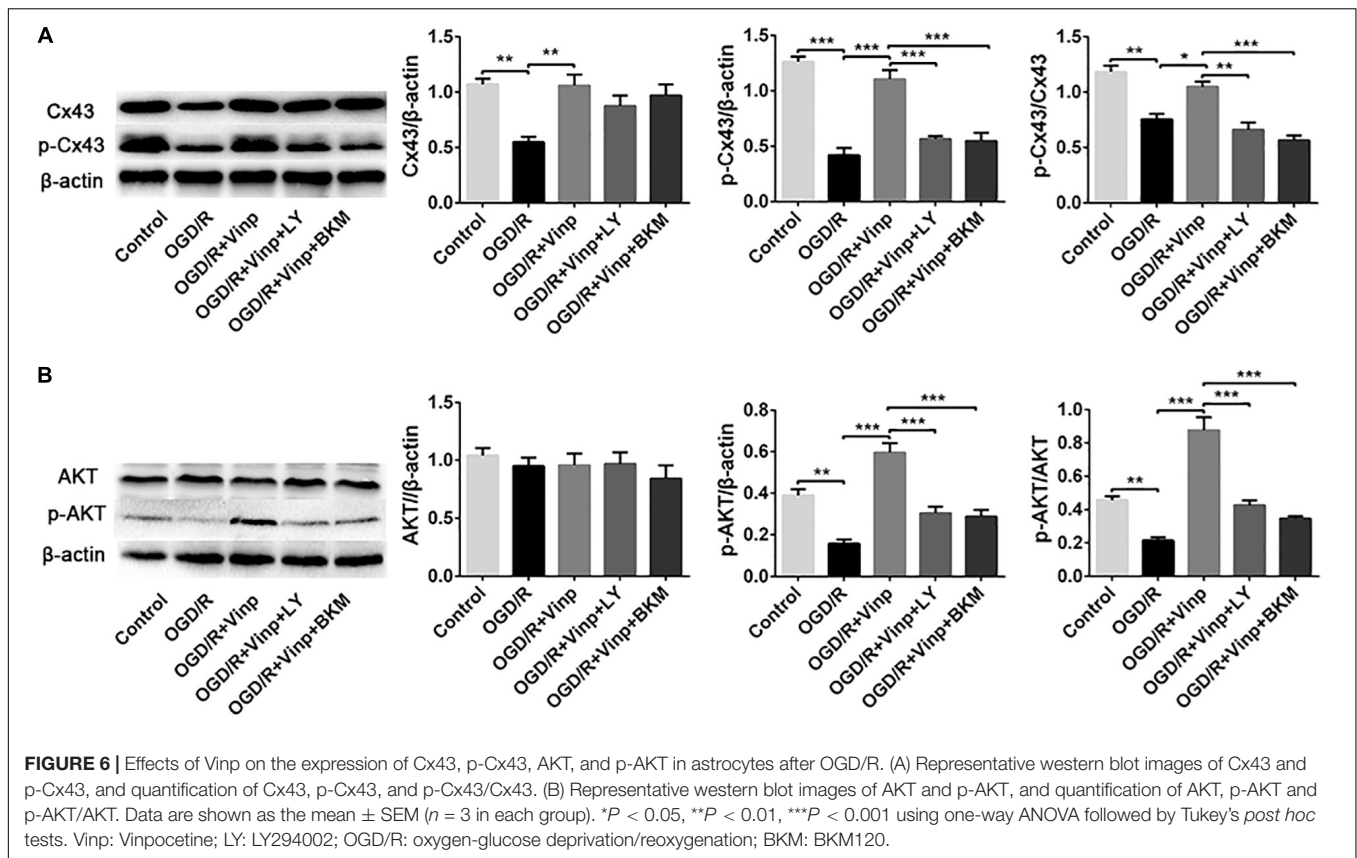 A
Cx43
p-Cx43
β-actin
Control
OGD/R
OGD/R+Vinp
OGD/R+Vinp+LY
OGD/R+Vinp+BKM
Cx43/β-actin
1.5
1.0
0.5
0.0
**
**
Control
OGD/R
OGD/R+Vinp
OGD/R+Vinp+LY
OGD/R+Vinp+BKM
p-Cx43/β-actin
1.5
1.0
0.5
0.0
***
***
***
***
Control
OGD/R
OGD/R+Vinp
OGD/R+Vinp+LY
OGD/R+Vinp+BKM
p-Cx43/Cx43
1.5
1.0
0.5
0.0
**
*
**
***
Control
OGD/R
OGD/R+Vinp
OGD/R+Vinp+LY
OGD/R+Vinp+BKM
B
AKT
p-AKT
β-actin
Control
OGD/R
OGD/R+Vinp
OGD/R+Vinp+LY
OGD/R+Vinp+BKM
AKT//β-actin
1.5
1.0
0.5
0.0
Control
OGD/R
OGD/R+Vinp
OGD/R+Vinp+LY
OGD/R+Vinp+BKM
p-AKT/β-actin
0.8
0.6
0.4
0.2
0.0
**
***
***
***
Control
OGD/R
OGD/R+Vinp
OGD/R+Vinp+LY
OGD/R+Vinp+BKM
p-AKT/AKT
1.0
0.8
0.6
0.4
0.2
0.0
**
***
***
***
Control
OGD/R
OGD/R+Vinp
OGD/R+Vinp+LY
OGD/R+Vinp+BKM
FIGURE 6 | Effects of Vinp on the expression of Cx43, p-Cx43, AKT, and p-AKT in astrocytes after OGD/R. (A) Representative western blot images of Cx43 and
p-Cx43, and quantification of Cx43, p-Cx43, and p-Cx43/Cx43. (B) Representative western blot images of AKT and p-AKT, and quantification of AKT, p-AKT and
p-AKT/AKT. Data are shown as the mean ± SEM (n = 3 in each group). *P < 0.05, **P < 0.01, ***P < 0.001 using one-way ANOVA followed by Tukey's post hoc
tests. Vinp: Vinpocetine; LY: LY294002; OGD/R: oxygen-glucose deprivation/reoxygenation; BKM: BKM120.